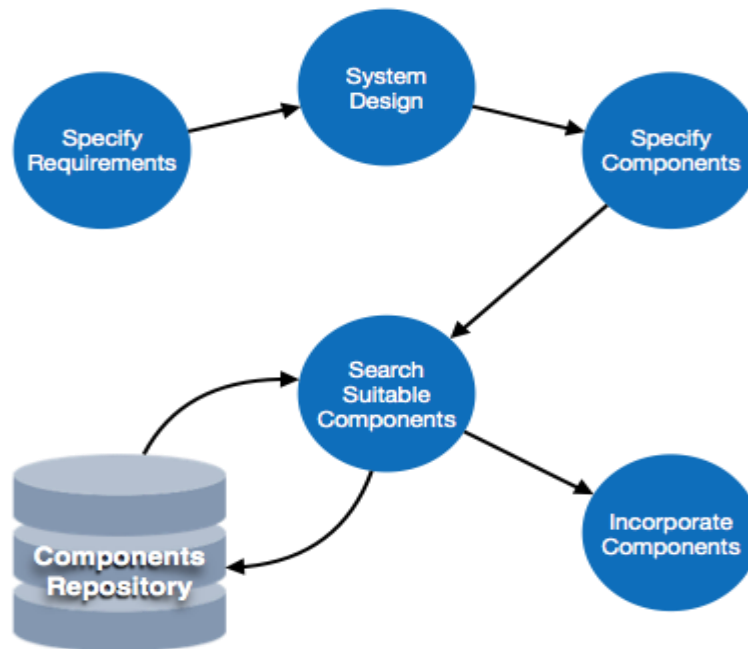 System
Design
Specify
Requirements
Specify
Components
Search
Suitable
Components
Incorporate
Components
Components
Repository